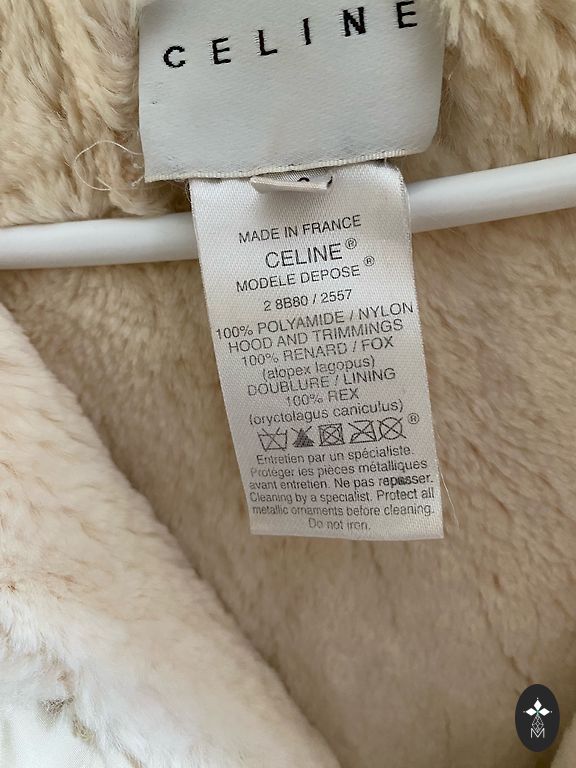 CELINE
MADE IN FRANCE
CELINE®
MODELE DEPOSE®
2 8B80 / 2557
100% POLYAMIDE / NYLON
HOOD AND TRIMMINGS
100% RENARD / FOX
(alopex lagopus)
DOUBLURE / LINING
100% REX
(oryctolagus caniculus)
®
Entretien par un spécialiste.
Protéger les pièces métalliques
avant entretien. Ne pas repasser.
Cleaning by a specialist. Protect all
metallic ornaments before cleaning.
Do not iron.
M